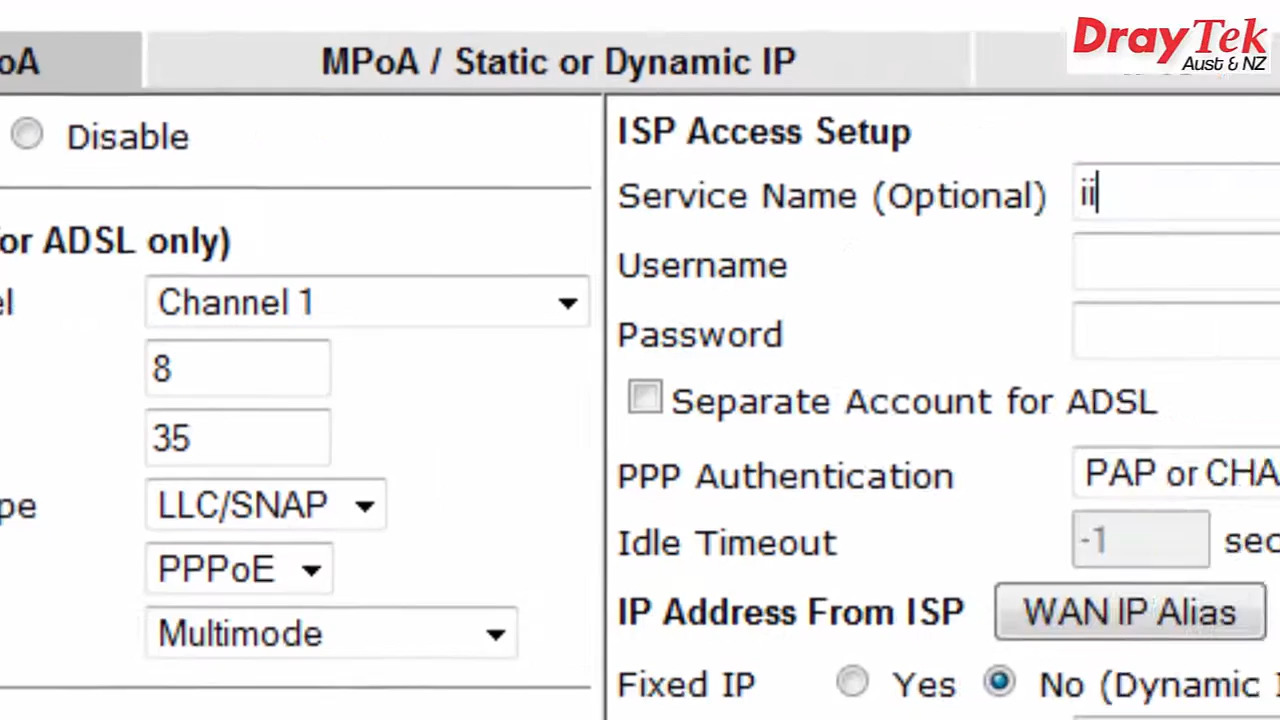 DrayTek
Aust & NZ
oA
MPoA / Static or Dynamic IP
Disable
or ADSL only)
el
Channel 1
8
35
pe
LLC/SNAP
PPPoE
Multimode
ISP Access Setup
Service Name (Optional)
ii
Username
Password
Separate Account for ADSL
PPP Authentication
PAP or CHA
Idle Timeout
-1
sec
IP Address From ISP
WAN IP Alias
Fixed IP
Yes
No (Dynamic I